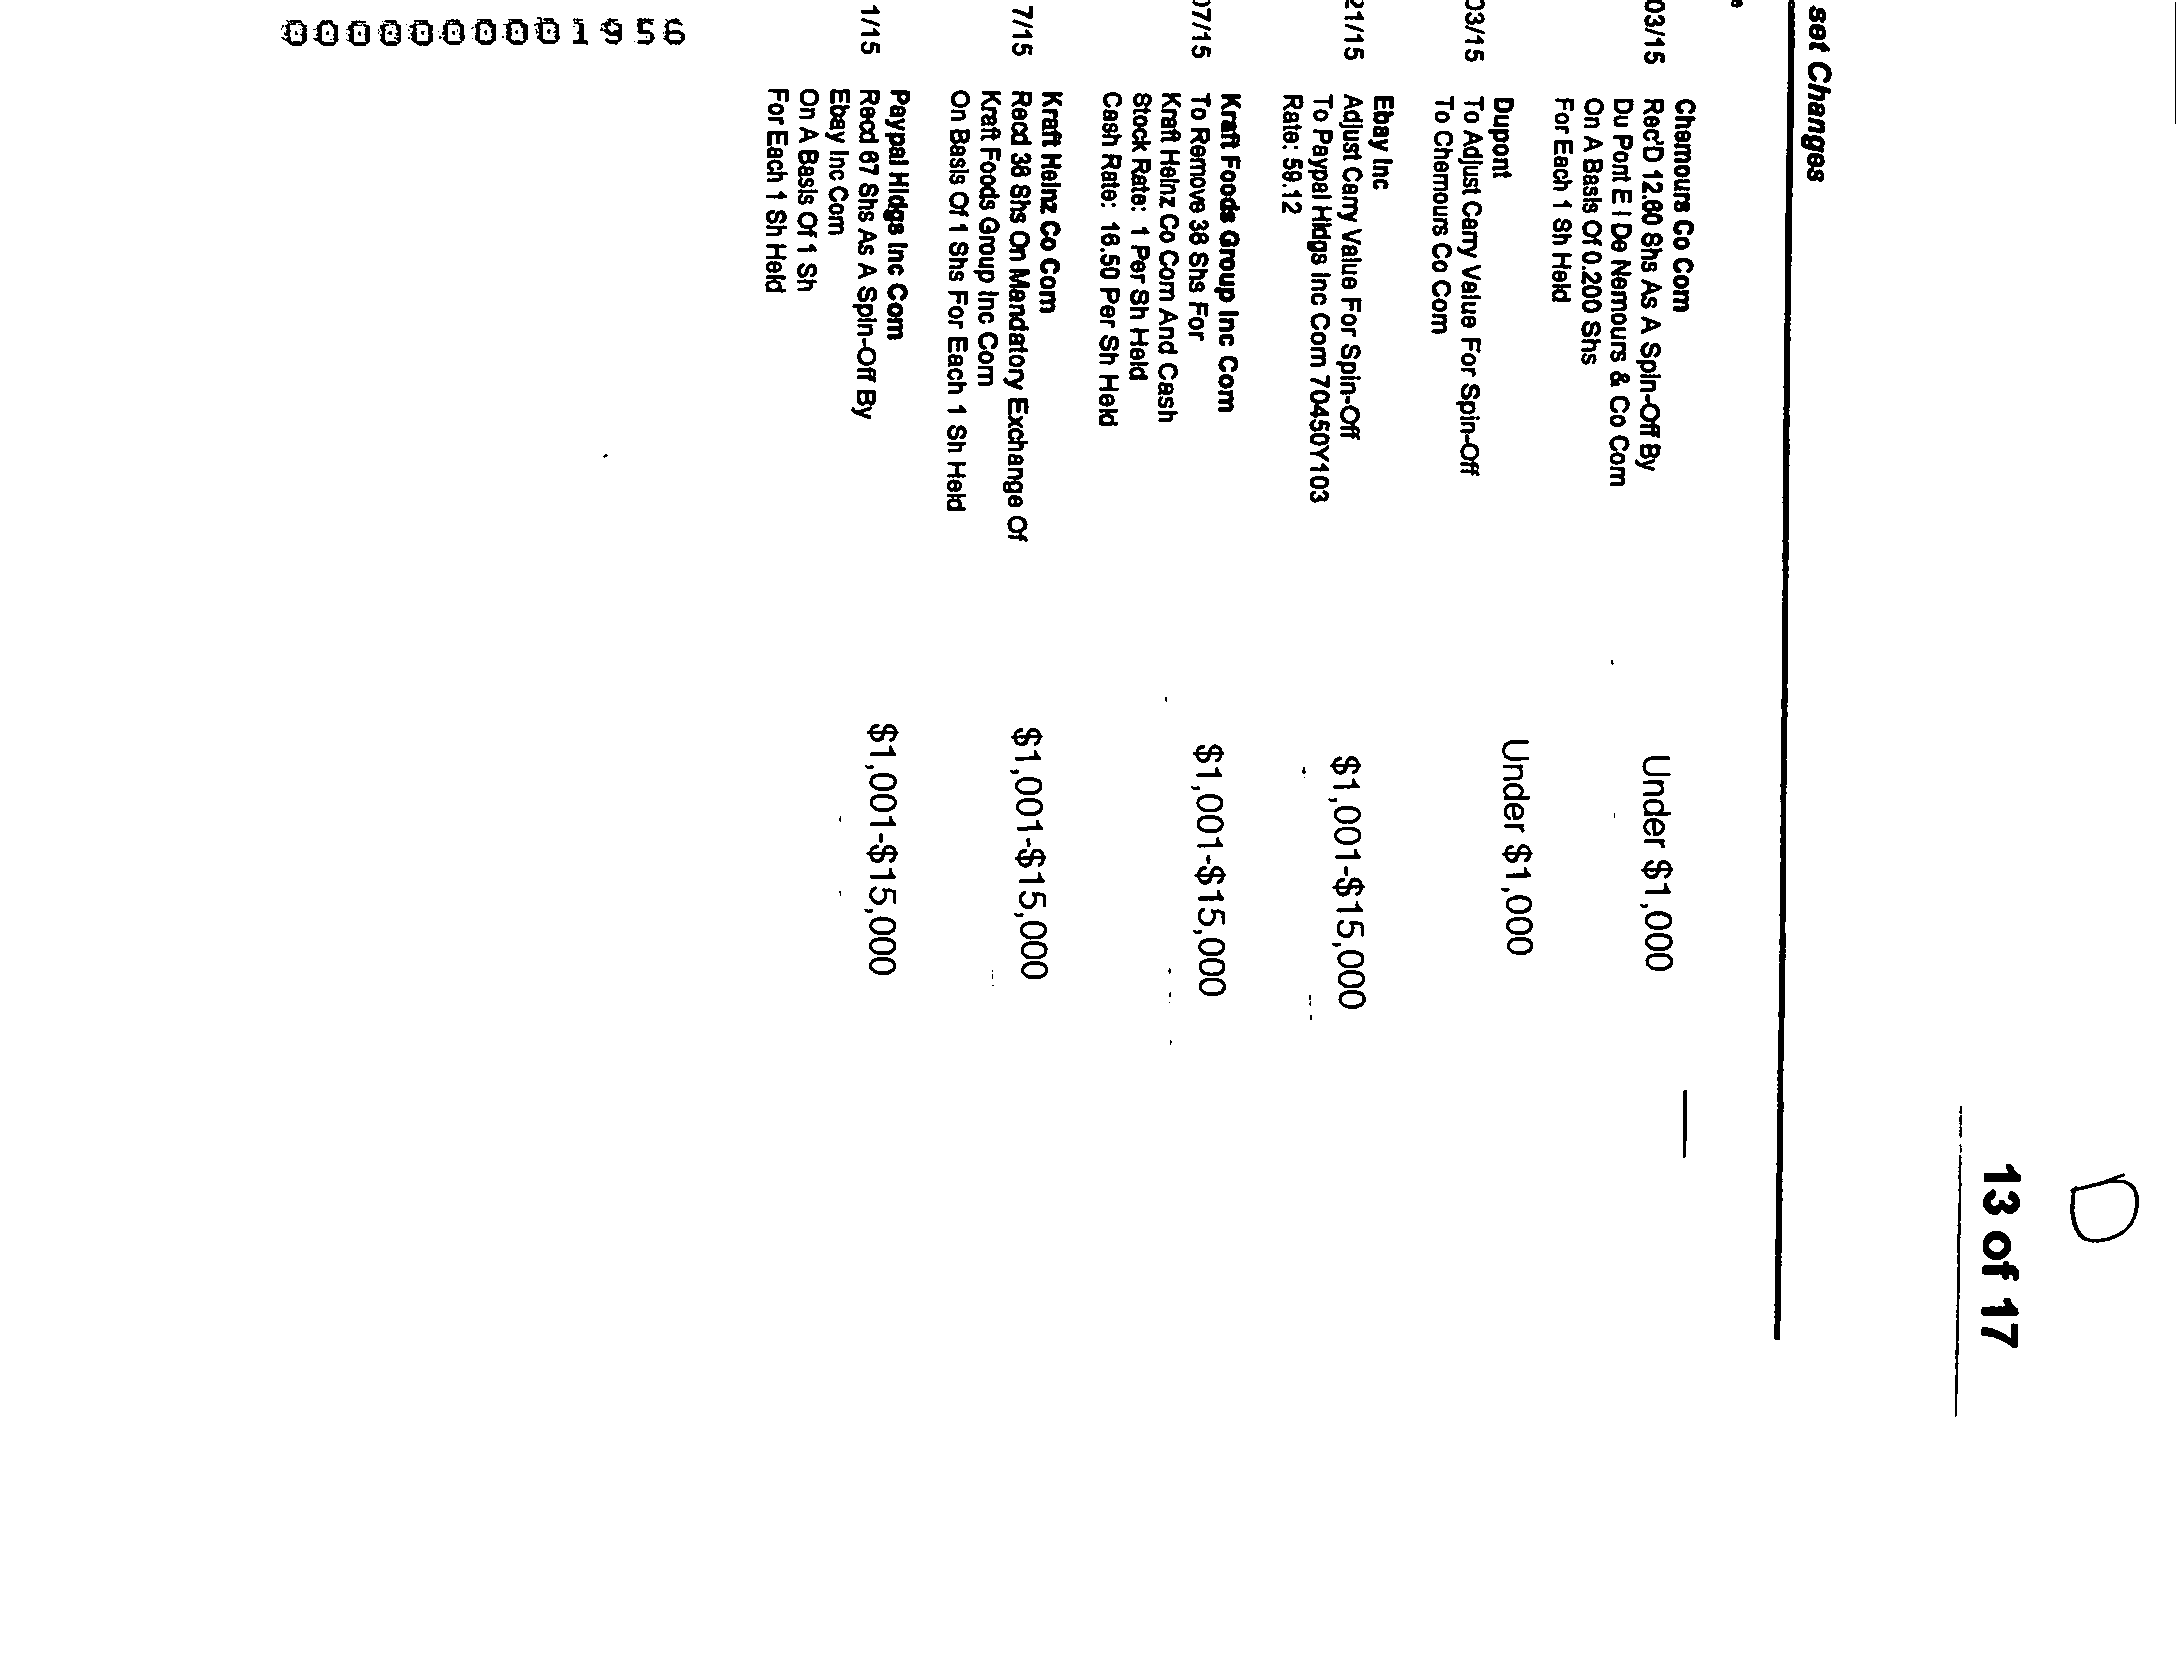 D
13 of 17
set Changes
e
03/15 Chemours Co Com
Rec'D 12.60 Shs As A Spin-Off By
Du Pont E I De Nemours & Co Com
On A Basis Of 0.200 Shs
For Each 1 Sh Held
Under $1,000
Dupont
03/15 To Adjust Carry Value For Spin-Off
To Chemours Co Com
Under $1,000
Ebay Inc
21/15 Adjust Carry Value For Spin-Off
To Paypal Hldgs Inc Com 70450Y103
Rate: 59.12
$1,001-$15,000
Kraft Foods Group Inc Com
07/15 To Remove 38 Shs For
Kraft Heinz Co Com And Cash
Stock Rate: 1 Per Sh Held
Cash Rate: 16.50 Per Sh Held
$1,001-$15,000
Kraft Heinz Co Com
7/15 Recd 38 Shs On Mandatory Exchange Of
Kraft Foods Group Inc Com
On Basis Of 1 Shs For Each 1 Sh Held
$1,001-$15,000
Paypal Hldgs Inc Com
1/15 Recd 67 Shs As A Spin-Off By
Ebay Inc Com
On A Basis Of 1 Sh
For Each 1 Sh Held
$1,001-$15,000
0000000001956